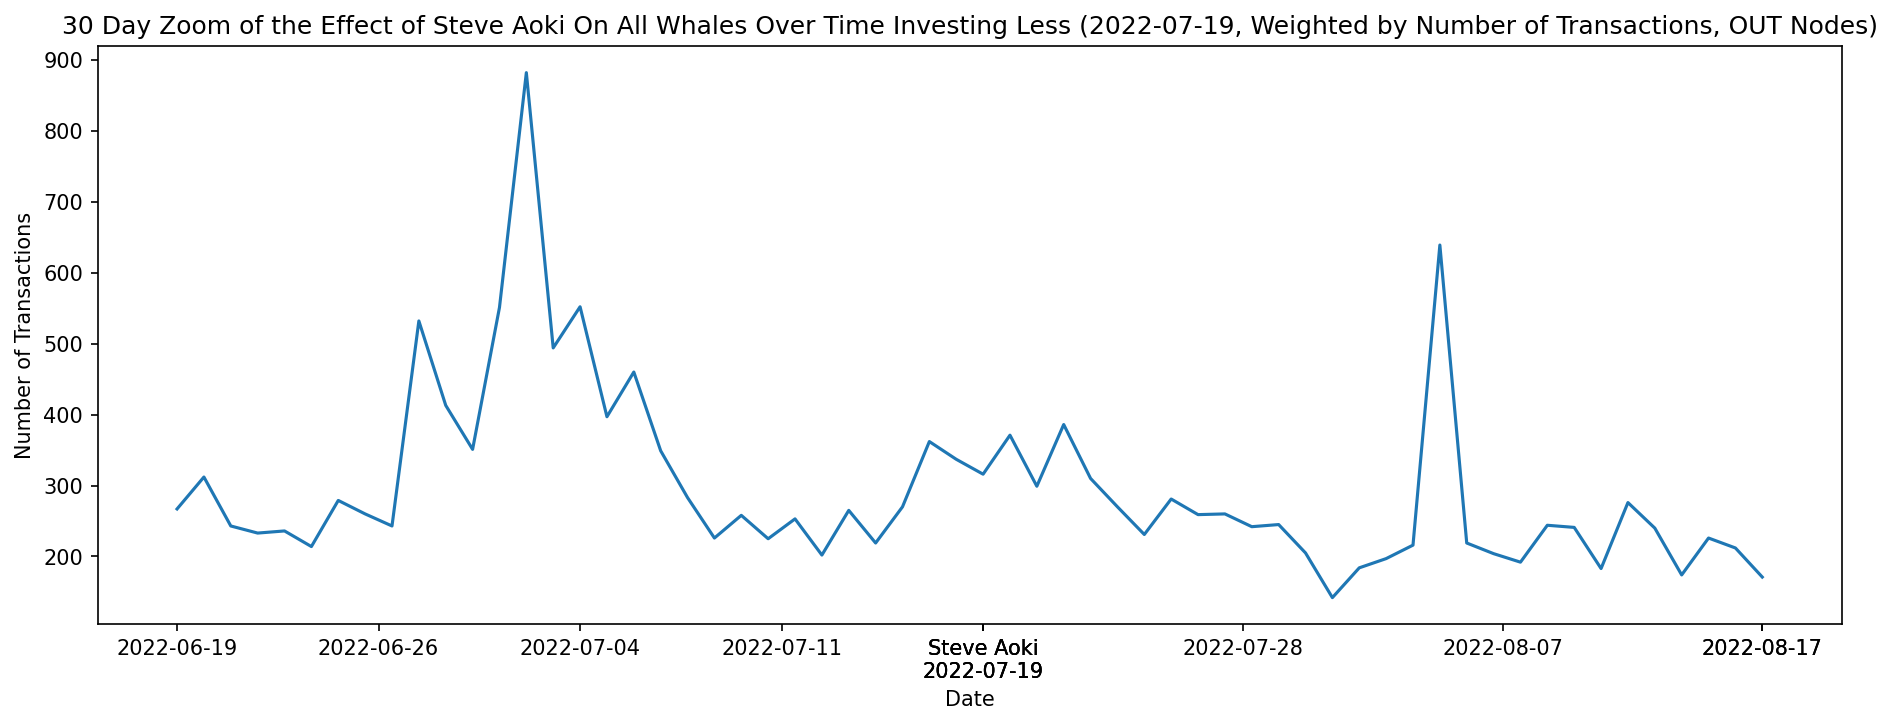 30 Day Zoom of the Effect of Steve Aoki On All Whales Over Time Investing Less (2022-07-19, Weighted by Number of Transactions, OUT Nodes)
900
800
700
600
500
400
300
200
Number of Transactions
2022-06-19 2022-06-26 2022-07-04 2022-07-11 Steve Aoki 2022-07-28 2022-08-07 2022-08-17
2022-07-19
Date